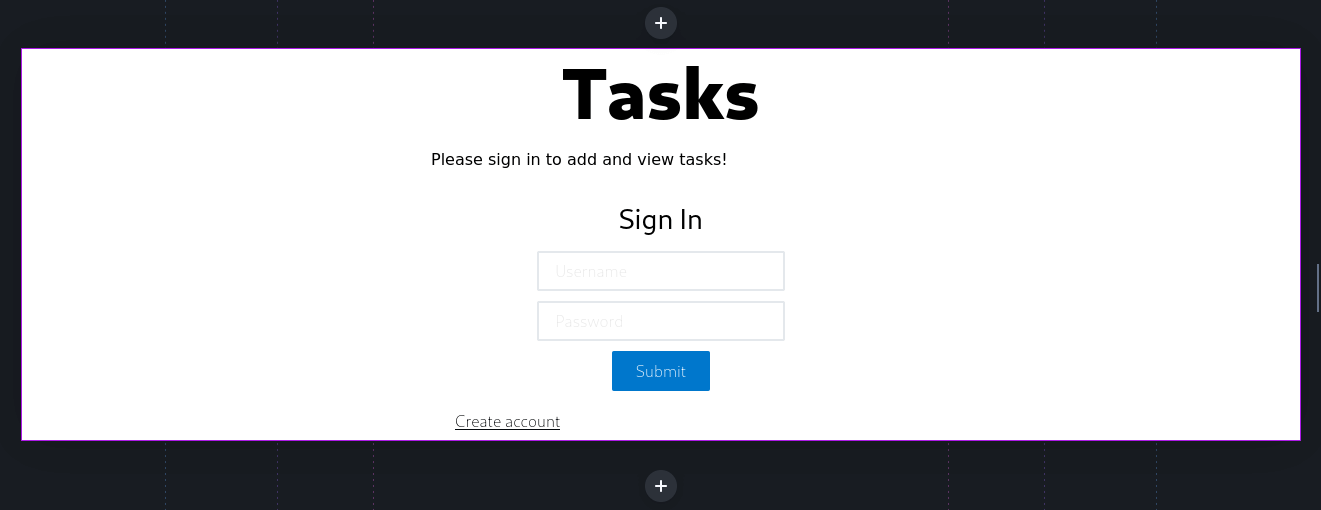 Tasks
Please sign in to add and view tasks!
Sign In
Username
Password
Submit
Create account